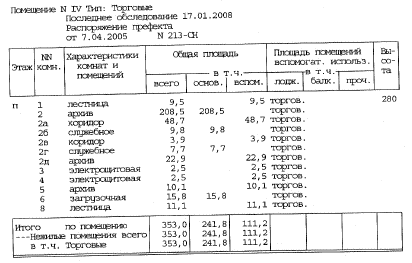 Помещение N IV Тип: Торговые
Последнее обследование 17.01.2008
Распоряжение префекта
от 7.04.2005. N 213-СН
Этаж NN комн. Характеристики комнат и помещений Общая площадь Площадь помещений вспомогат. использ. Высота
всего в т.ч. основ. вспом. в т.ч. лодж. балк. проч.
п 1 лестница 9,5 9,5 торгов. 280
2 архив 208,5 208,5 торгов.
2а коридор 48,7 48,7 торгов.
2б служебное 9,8 9,8 торгов.
2в коридор 3,9 3,9 торгов.
2г служебное 7,7 7,7 торгов.
2д архив 22,9 22,9 торгов.
3 электрощитовая 2,5 2,5 торгов.
4 электрощитовая 2,5 2,5 торгов.
5 архив 10,1 10,1 торгов.
6 загрузочная 15,8 15,8 торгов.
8 лестница 11,1 11,1 торгов.
Итого по помещению 353,0 241,8 111,2
---Нежилые помещения всего 353,0 241,8 111,2
в т.ч. Торговые 353,0 241,8 111,2